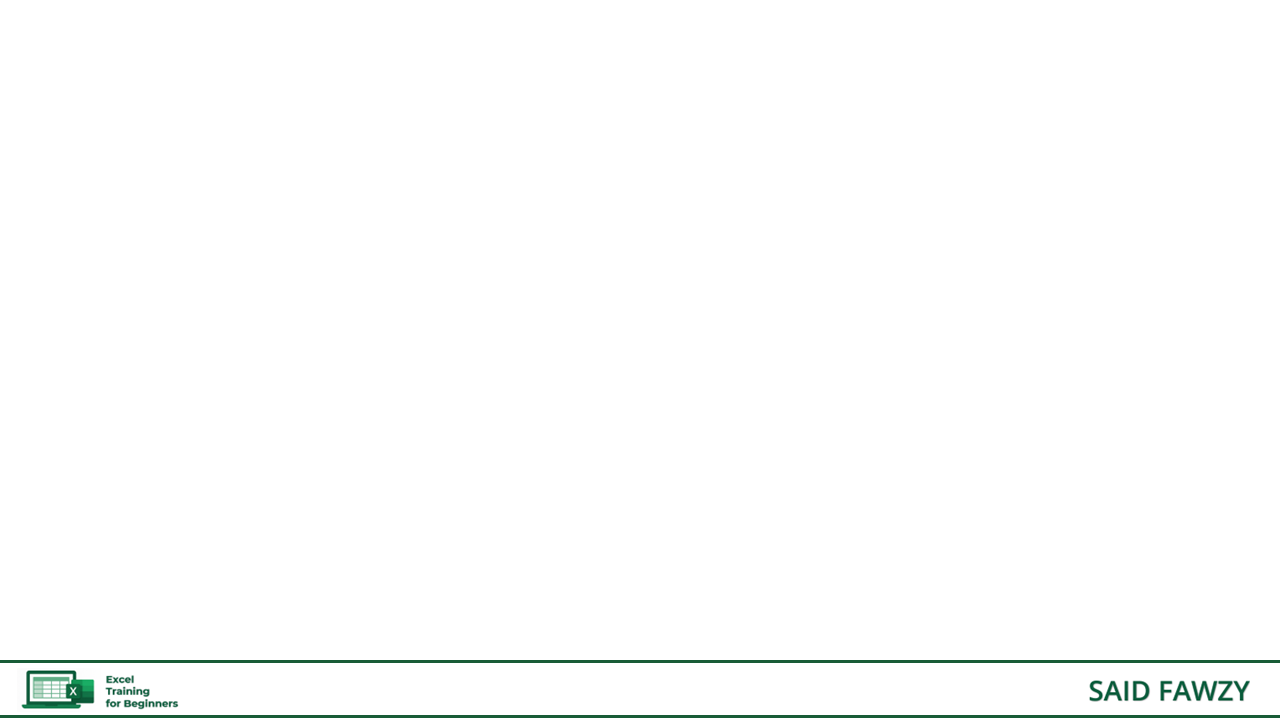 Excel
Training
for Beginners
X
SAID FAWZY